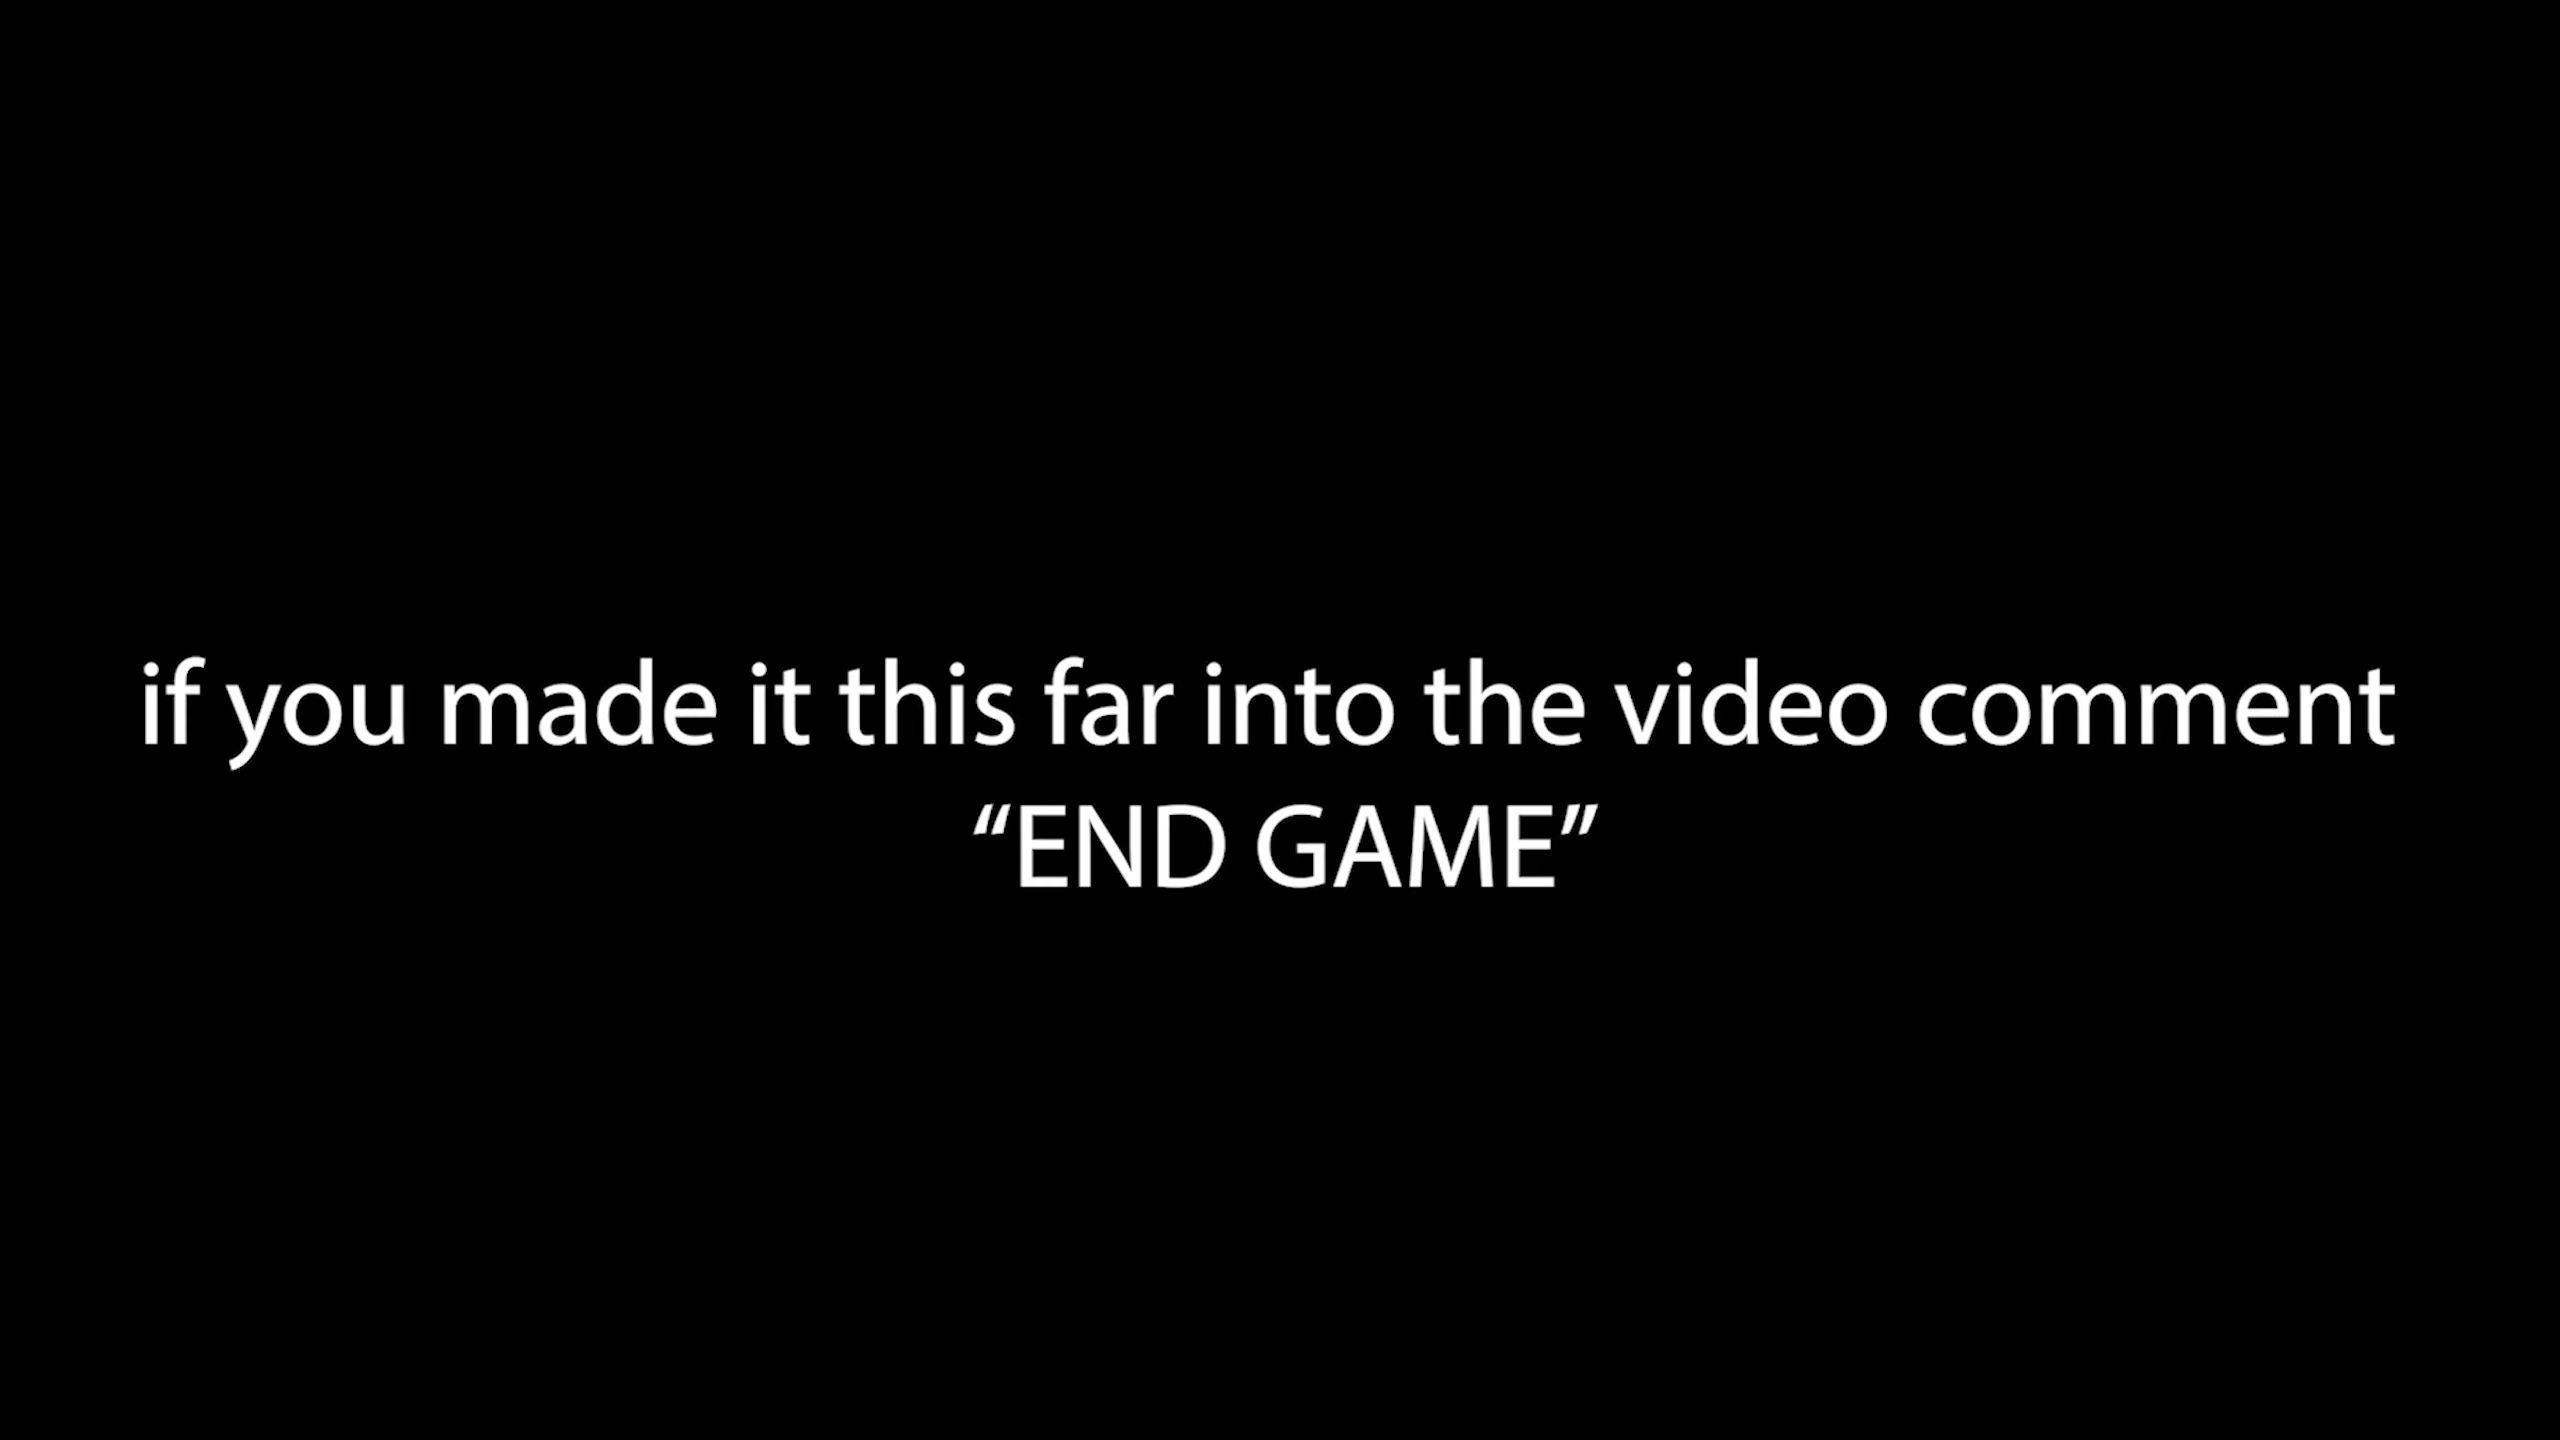 if you made it this far into the video comment
“END GAME”